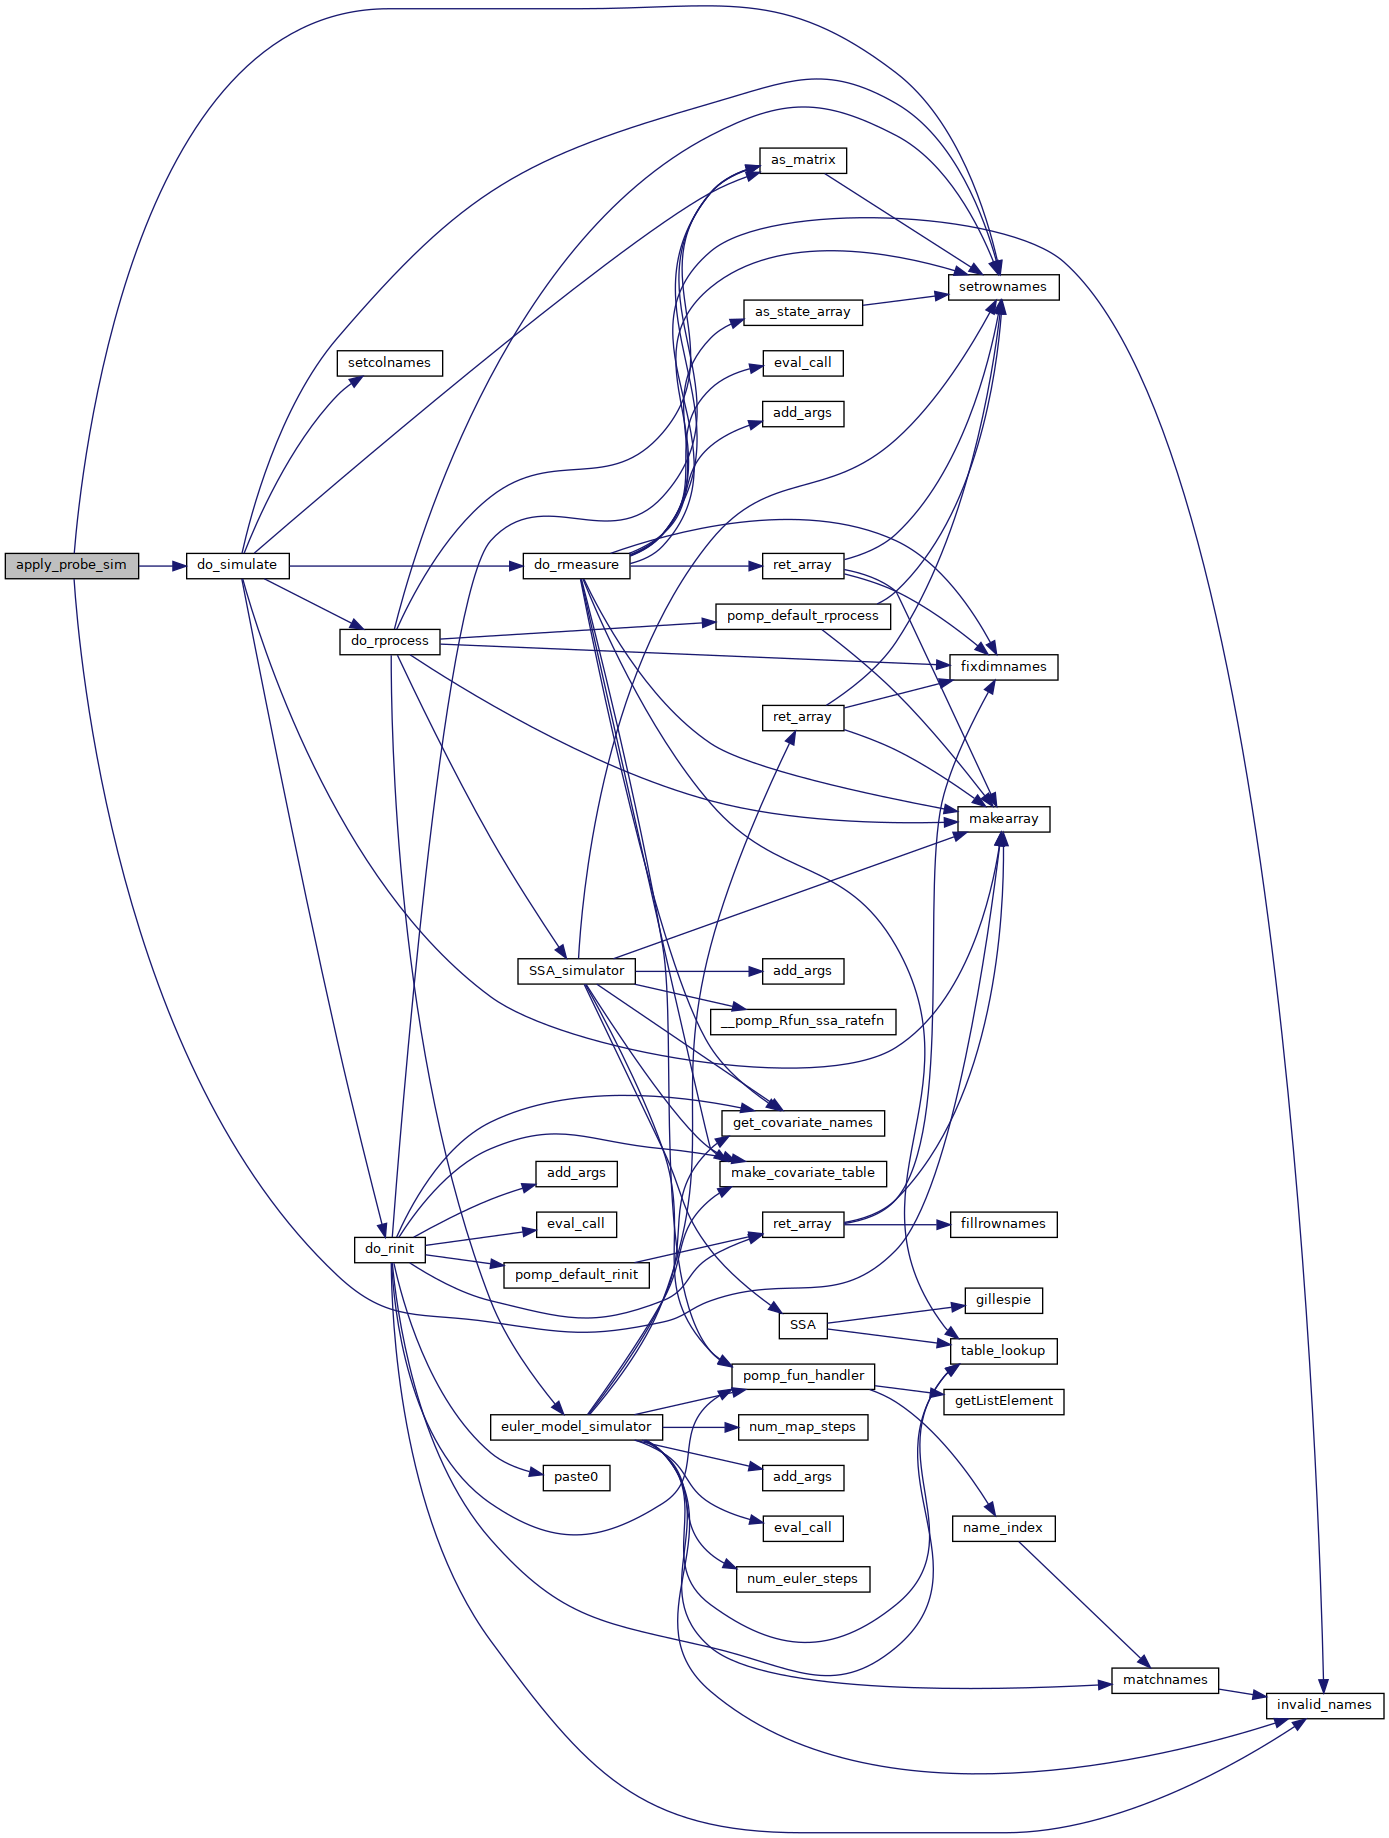 as_matrix
setrownames
as_state_array
setcolnames
eval_call
add_args
apply_probe_sim
do_simulate
do_rmeasure
ret_array
pomp_default_rprocess
do_rprocess
fixdimnames
ret_array
makearray
SSA_simulator
add_args
__pomp_Rfun_ssa_ratefn
get_covariate_names
add_args
make_covariate_table
eval_call
ret_array
fillrownames
do_rinit
pomp_default_rinit
gillespie
SSA
table_lookup
pomp_fun_handler
getListElement
euler_model_simulator
num_map_steps
paste0
add_args
eval_call
name_index
num_euler_steps
matchnames
invalid_names